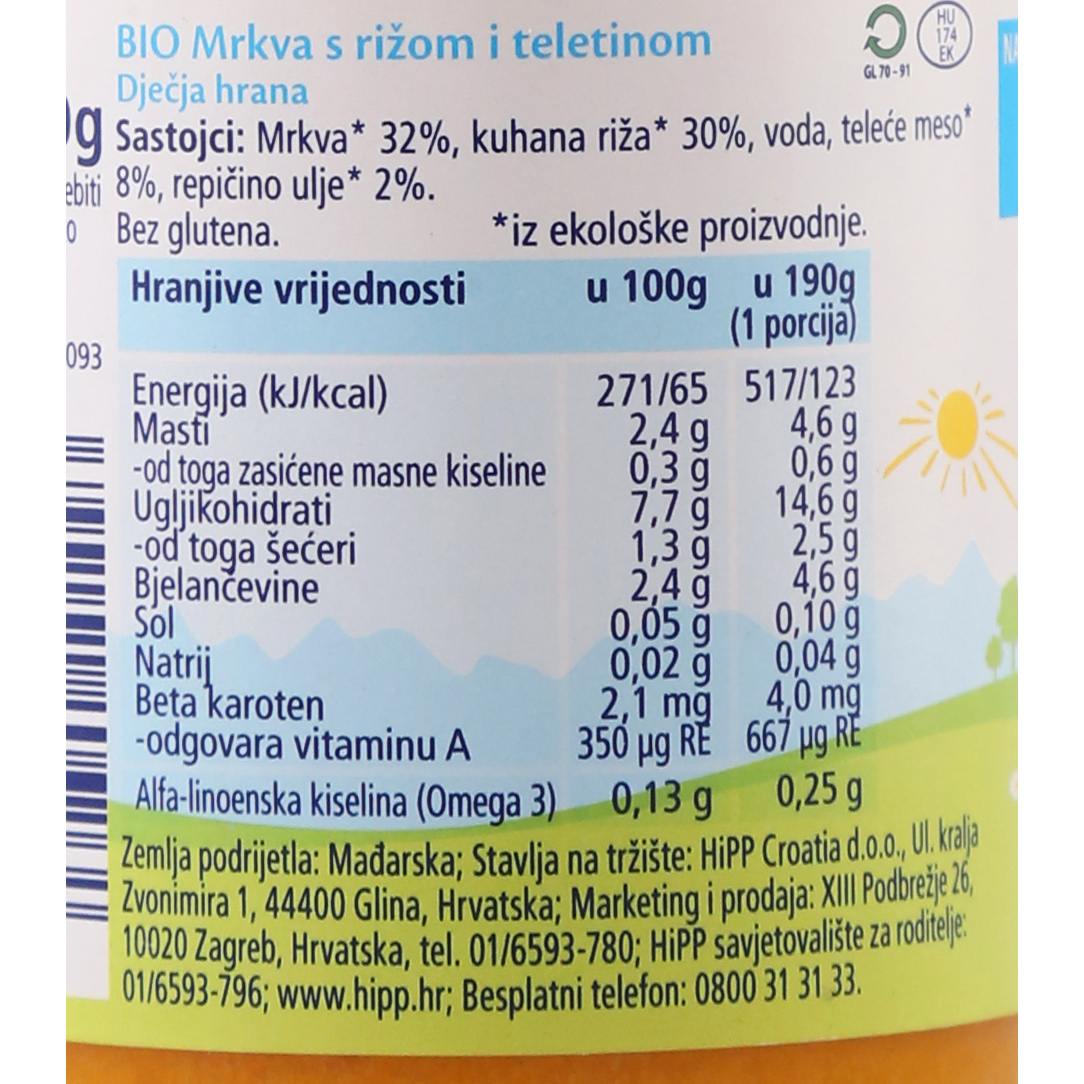 BIO Mrkva s rižom i teletinom
Dječja hrana
GL 70-91
HU
174
EK
Sastojci: Mrkva* 32%, kuhana riža* 30%, voda, teleće meso*
8%, repičino ulje* 2%.
Bez glutena. *iz ekološke proizvodnje.
Hranjive vrijednosti u 100g u 190g
(1 porcija)
Energija (kJ/kcal) 271/65 517/123
Masti 2,4 g 4,6 g
-od toga zasićene masne kiseline 0,3 g 0,6 g
Ugljikohidrati 7,7 g 14,6 g
-od toga šećeri 1,3 g 2,5 g
Bjelančevine 2,4 g 4,6 g
Sol 0,05 g 0,10 g
Natrij 0,02 g 0,04 g
Beta karoten 2,1 mg 4,0 mg
-odgovara vitaminu A 350 µg RE 667 µg RE
Alfa-linoenska kiselina (Omega 3) 0,13 g 0,25 g
Zemlja podrijetla: Mađarska; Stavlja na tržište: HiPP Croatia d.o.o., Ul. kralja
Zvonimira 1, 44400 Glina, Hrvatska; Marketing i prodaja: XIII Podbrežje 26,
10020 Zagreb, Hrvatska, tel. 01/6593-780; HiPP savjetovalište za roditelje:
01/6593-796; www.hipp.hr; Besplatni telefon: 0800 31 31 33.
093